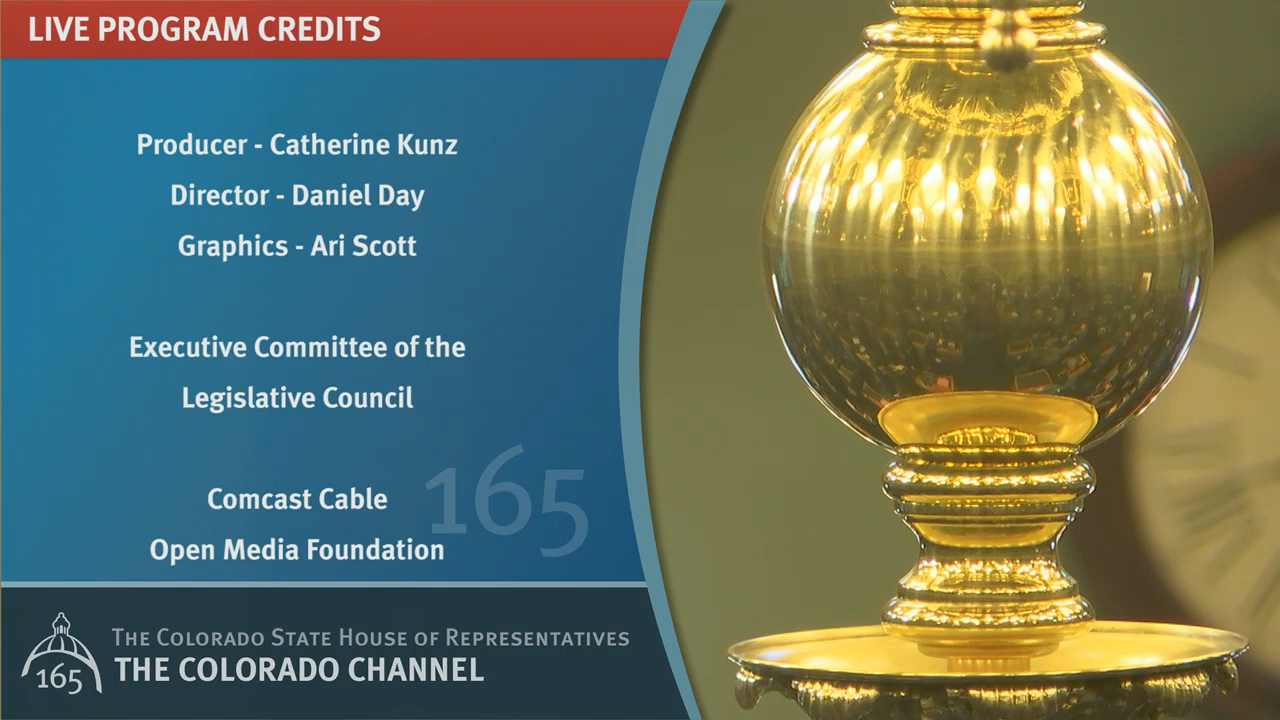 LIVE PROGRAM CREDITS
Producer - Catherine Kunz
Director - Daniel Day
Graphics - Ari Scott
Executive Committee of the
Legislative Council
165
Comcast Cable
Open Media Foundation
165
THE COLORADO STATE HOUSE OF REPRESENTATIVES
THE COLORADO CHANNEL